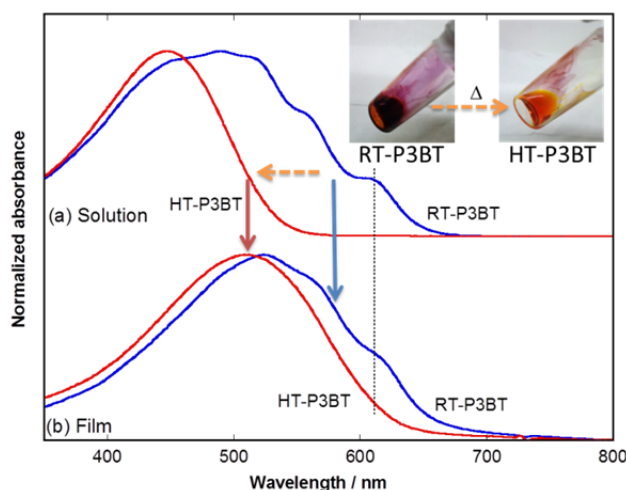 Δ
RT-P3BT
HT-P3BT
HT-P3BT
RT-P3BT
(a) Solution
HT-P3BT
RT-P3BT
(b) Film
Normalized absorbance
400
500
600
700
800
Wavelength / nm